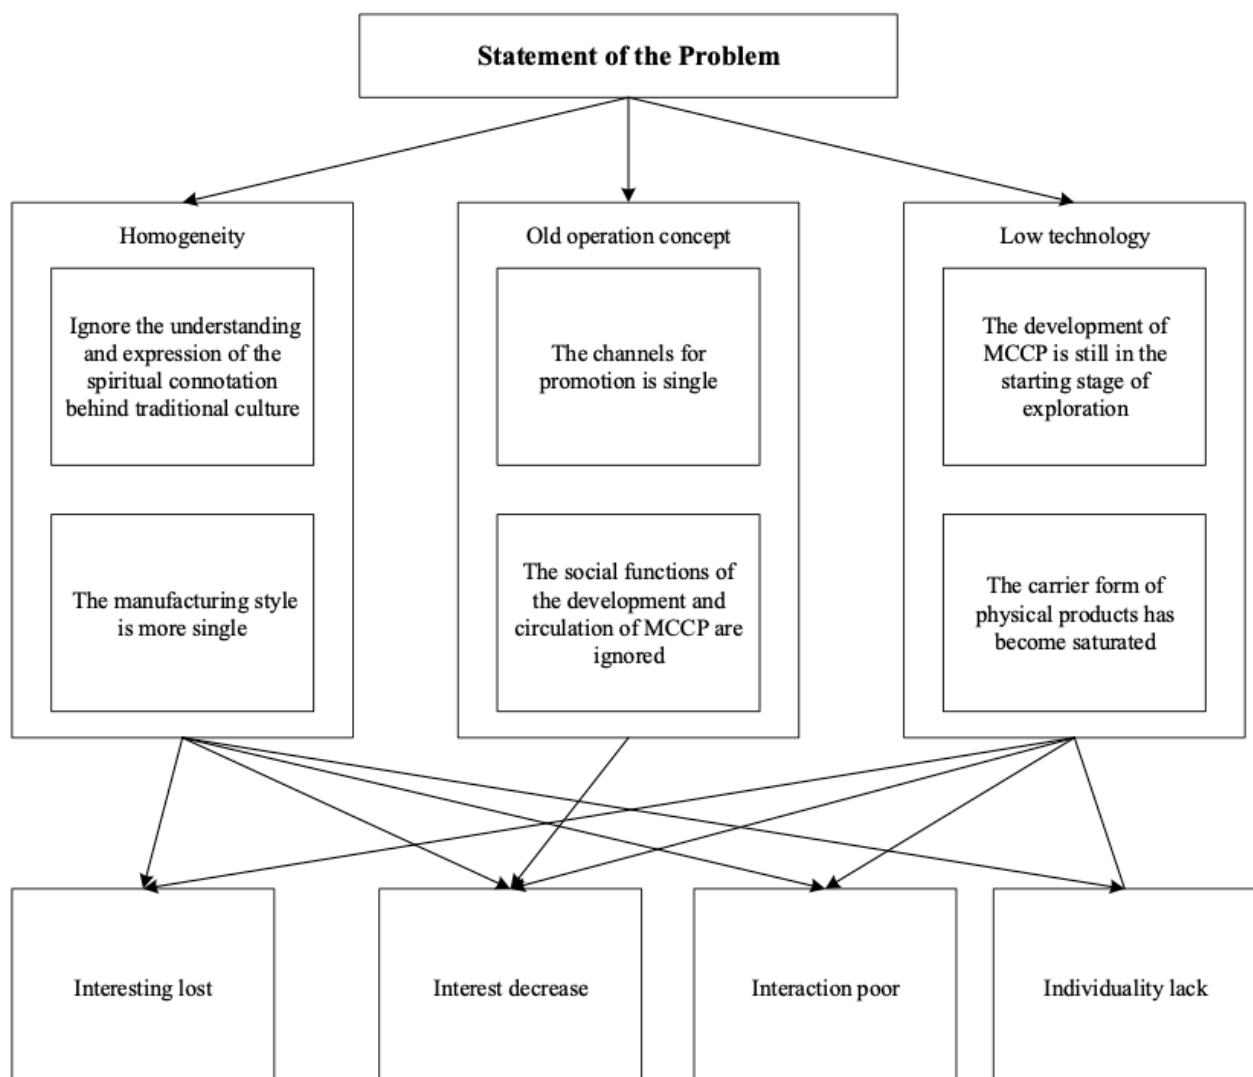 Statement of the Problem
Homogeneity
Ignore the understanding
and expression of the
spiritual connotation
behind traditional culture
The manufacturing style
is more single
Old operation concept
The channels for
promotion is single
The social functions of
the development and
circulation of MCCP are
ignored
Low technology
The development of
MCCP is still in the
starting stage of
exploration
The carrier form of
physical products has
become saturated
Interesting lost
Interest decrease
Interaction poor
Individuality lack